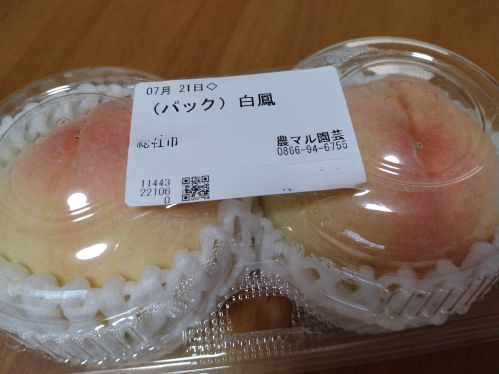 07月 21日◇
(パック) 白鳳
総社市
農マル園芸
0866-94-6755
11443
22106
0